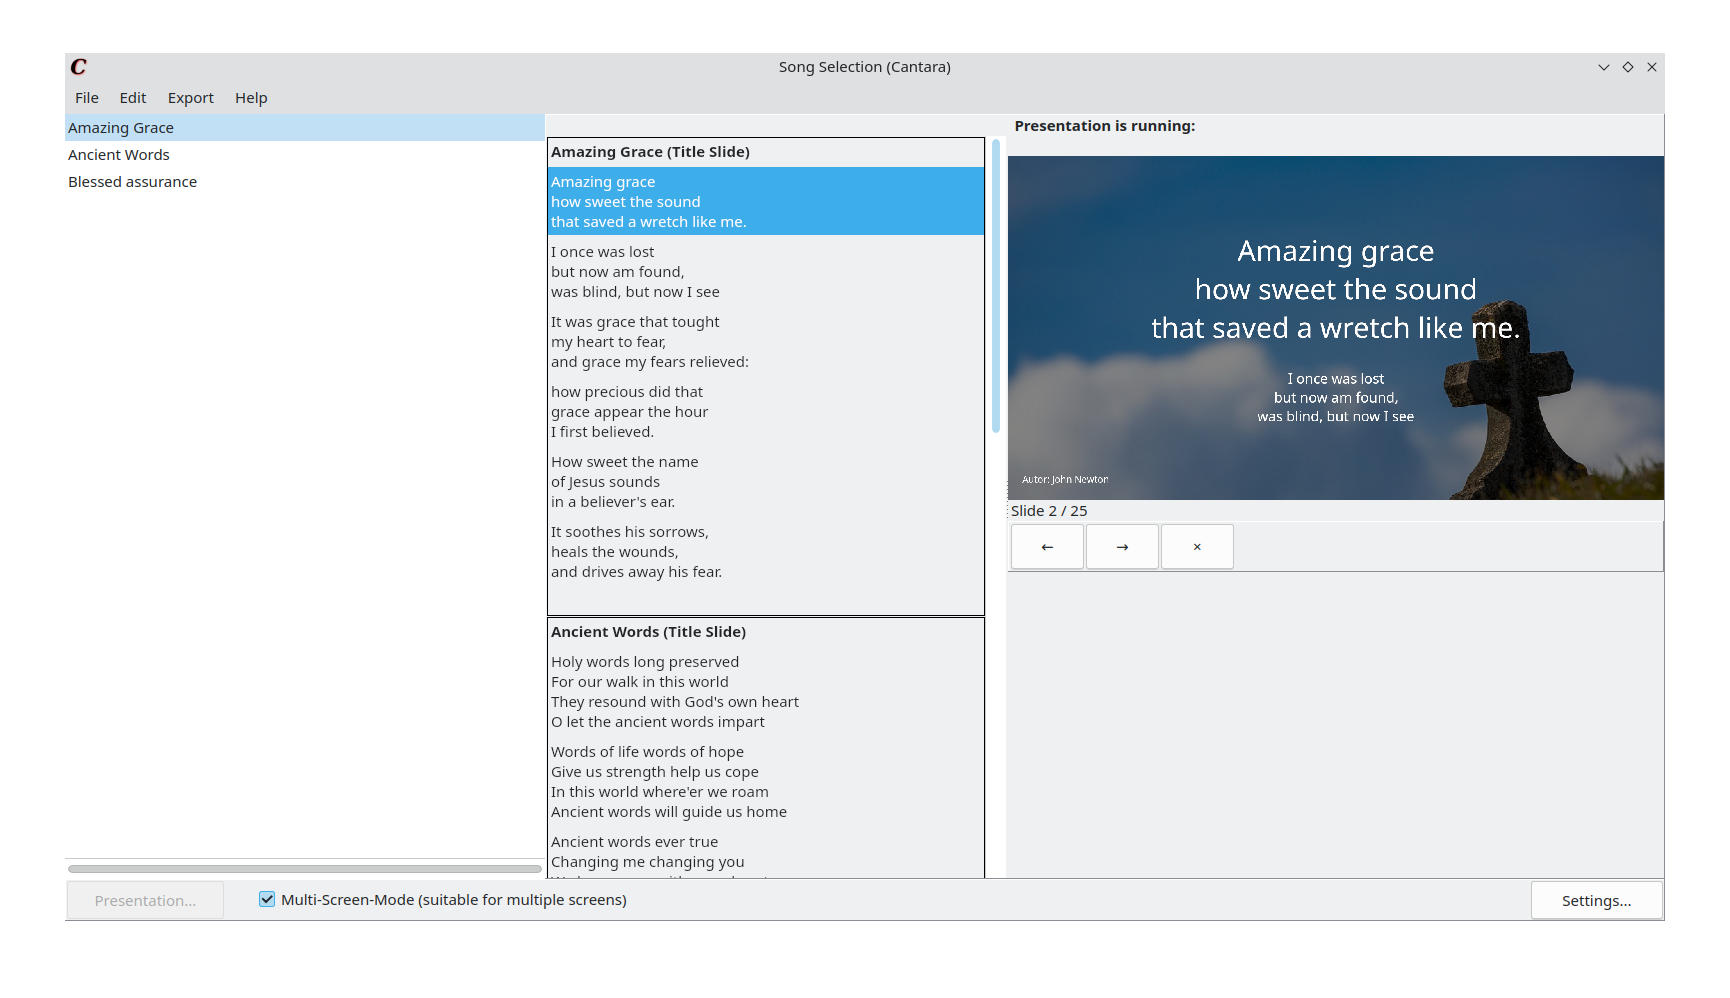 C
Song Selection (Cantara)
File Edit Export Help
Amazing Grace
Ancient Words
Blessed assurance
Amazing Grace (Title Slide)
Amazing grace
how sweet the sound
that saved a wretch like me.
I once was lost
but now am found,
was blind, but now I see
It was grace that tought
my heart to fear,
and grace my fears relieved:
how precious did that
grace appear the hour
I first believed.
How sweet the name
of Jesus sounds
in a believer's ear.
It soothes his sorrows,
heals the wounds,
and drives away his fear.
Ancient Words (Title Slide)
Holy words long preserved
For our walk in this world
They resound with God's own heart
O let the ancient words impart
Words of life words of hope
Give us strength help us cope
In this world where'er we roam
Ancient words will guide us home
Ancient words ever true
Changing me changing you
Presentation is running:
Amazing grace
how sweet the sound
that saved a wretch like me.
I once was lost
but now am found,
was blind, but now I see
Autor: John Newton
Slide 2 / 25
← → ×
Presentation...
Multi-Screen-Mode (suitable for multiple screens)
Settings...